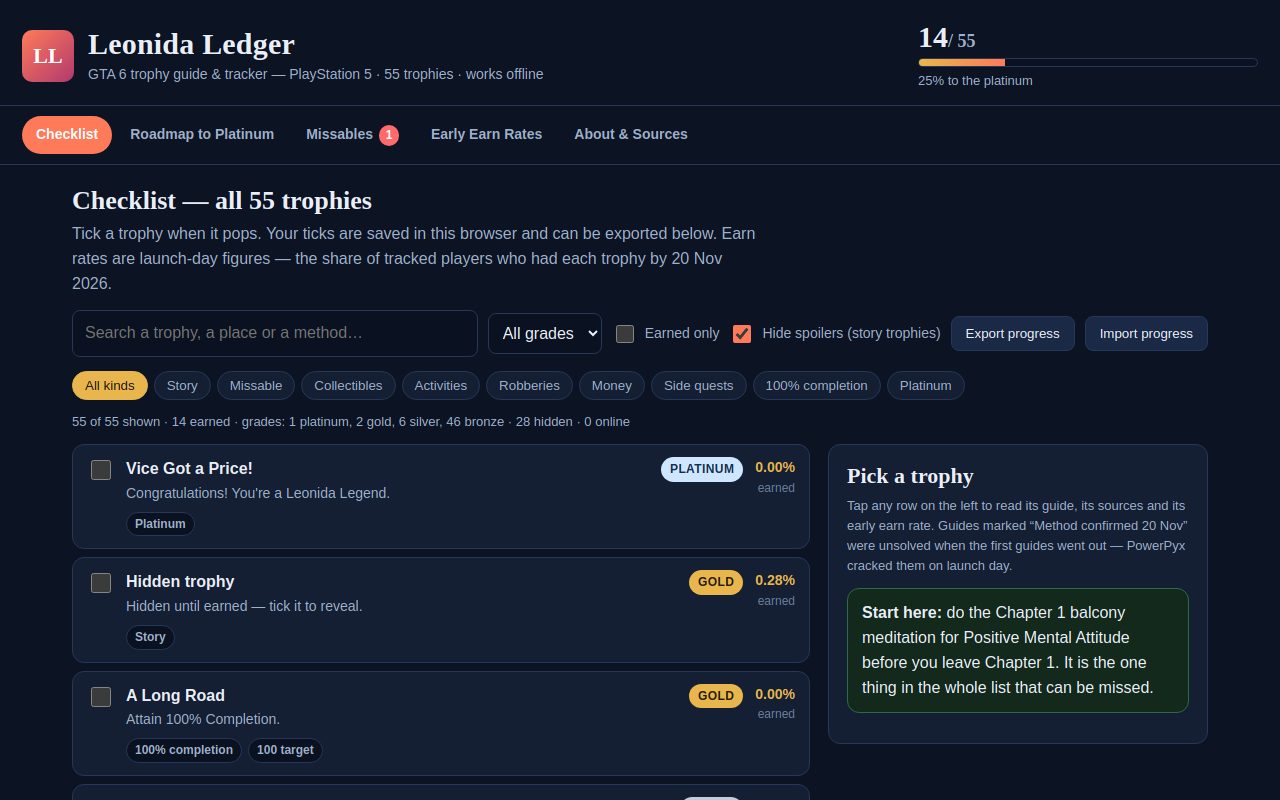 LL
Leonida Ledger
GTA 6 trophy guide & tracker — PlayStation 5 · 55 trophies · works offline
14 / 55
25% to the platinum
Checklist
Roadmap to Platinum
Missables 1
Early Earn Rates
About & Sources
Checklist — all 55 trophies
Tick a trophy when it pops. Your ticks are saved in this browser and can be exported below. Earn
rates are launch-day figures — the share of tracked players who had each trophy by 20 Nov
2026.
Search a trophy, a place or a method…
All grades
Earned only
Hide spoilers (story trophies)
Export progress
Import progress
All kinds
Story
Missable
Collectibles
Activities
Robberies
Money
Side quests
100% completion
Platinum
55 of 55 shown · 14 earned · grades: 1 platinum, 2 gold, 6 silver, 46 bronze · 28 hidden · 0 online
Vice Got a Price!
Congratulations! You're a Leonida Legend.
Platinum
PLATINUM
0.00%
earned
Hidden trophy
Hidden until earned — tick it to reveal.
Story
GOLD
0.28%
earned
A Long Road
Attain 100% Completion.
100% completion
100 target
GOLD
0.00%
earned
Pick a trophy
Tap any row on the left to read its guide, its sources and its
early earn rate. Guides marked “Method confirmed 20 Nov”
were unsolved when the first guides went out — PowerPyx
cracked them on launch day.
Start here: do the Chapter 1 balcony
meditation for Positive Mental Attitude
before you leave Chapter 1. It is the one
thing in the whole list that can be missed.